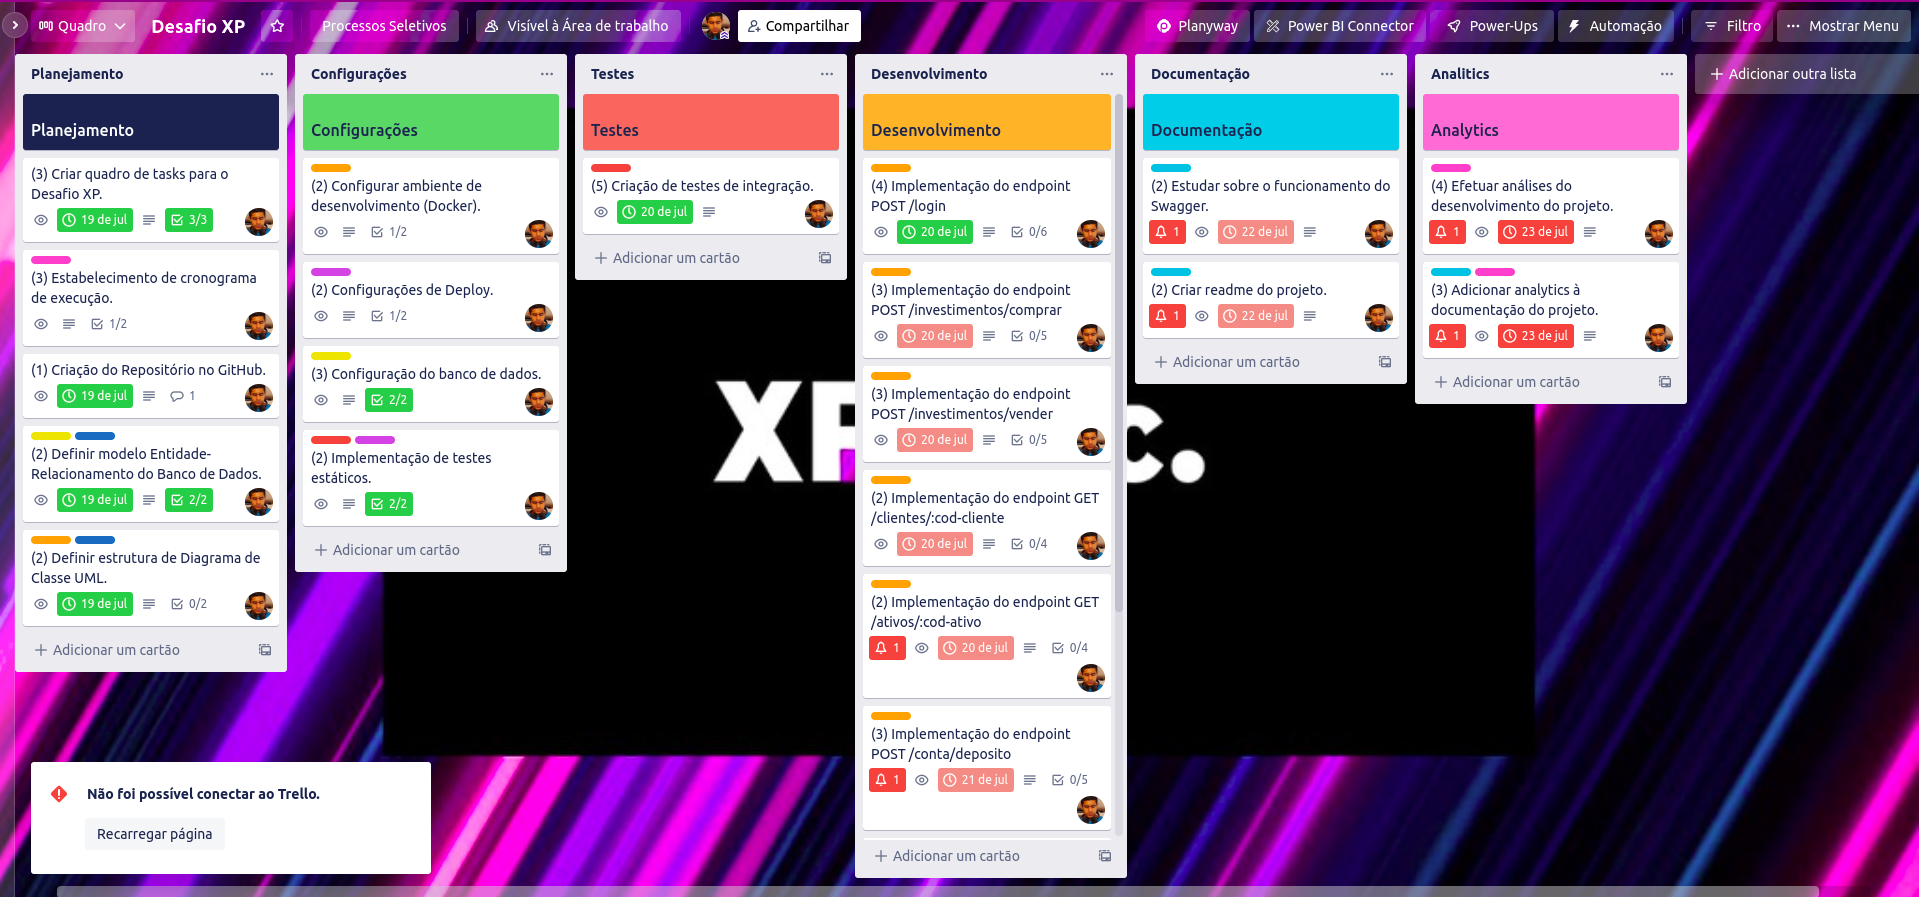 Quadro
Desafio XP
Processos Seletivos
Visível à Área de trabalho
Compartilhar
Planyway
Power BI Connector
Power-Ups
Automação
Filtro
Mostrar Menu
Planejamento
Planejamento
(3) Criar quadro de tasks para o
Desafio XP.
19 de jul
3/3
(3) Estabelecimento de cronograma
de execução.
1/2
(1) Criação do Repositório no GitHub.
19 de jul
1
(2) Definir modelo Entidade-
Relacionamento do Banco de Dados.
19 de jul
2/2
(2) Definir estrutura de Diagrama de
Classe UML.
19 de jul
0/2
Adicionar um cartão
Configurações
Configurações
(2) Configurar ambiente de
desenvolvimento (Docker).
1/2
(2) Configurações de Deploy.
1/2
(3) Configuração do banco de dados.
2/2
(2) Implementação de testes
estáticos.
2/2
Adicionar um cartão
Testes
Testes
(5) Criação de testes de integração.
20 de jul
Adicionar um cartão
Desenvolvimento
Desenvolvimento
(4) Implementação do endpoint
POST /login
20 de jul
0/6
(3) Implementação do endpoint
POST /investimentos/comprar
20 de jul
0/5
(3) Implementação do endpoint
POST /investimentos/vender
20 de jul
0/5
(2) Implementação do endpoint GET
/clientes/:cod-cliente
20 de jul
0/4
(2) Implementação do endpoint GET
/ativos/:cod-ativo
1
20 de jul
0/4
(3) Implementação do endpoint
POST /conta/deposito
1
21 de jul
0/5
Adicionar um cartão
Documentação
Documentação
(2) Estudar sobre o funcionamento do
Swagger.
1
22 de jul
(2) Criar readme do projeto.
1
22 de jul
Adicionar um cartão
Analitics
Analytics
(4) Efetuar análises do
desenvolvimento do projeto.
1
23 de jul
(3) Adicionar analytics à
documentação do projeto.
1
23 de jul
Adicionar um cartão
Adicionar outra lista
Não foi possível conectar ao Trello.
Recarregar página